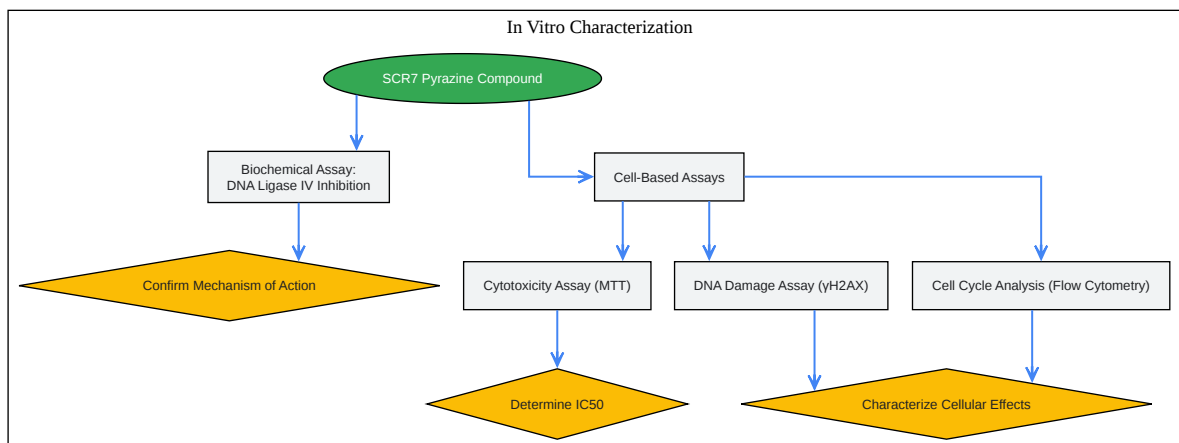 In Vitro Characterization
SCR7 Pyrazine Compound
Biochemical Assay:
DNA Ligase IV Inhibition
Cell-Based Assays
Confirm Mechanism of Action
Cytotoxicity Assay (MTT)
DNA Damage Assay (γH2AX)
Cell Cycle Analysis (Flow Cytometry)
Determine IC50
Characterize Cellular Effects